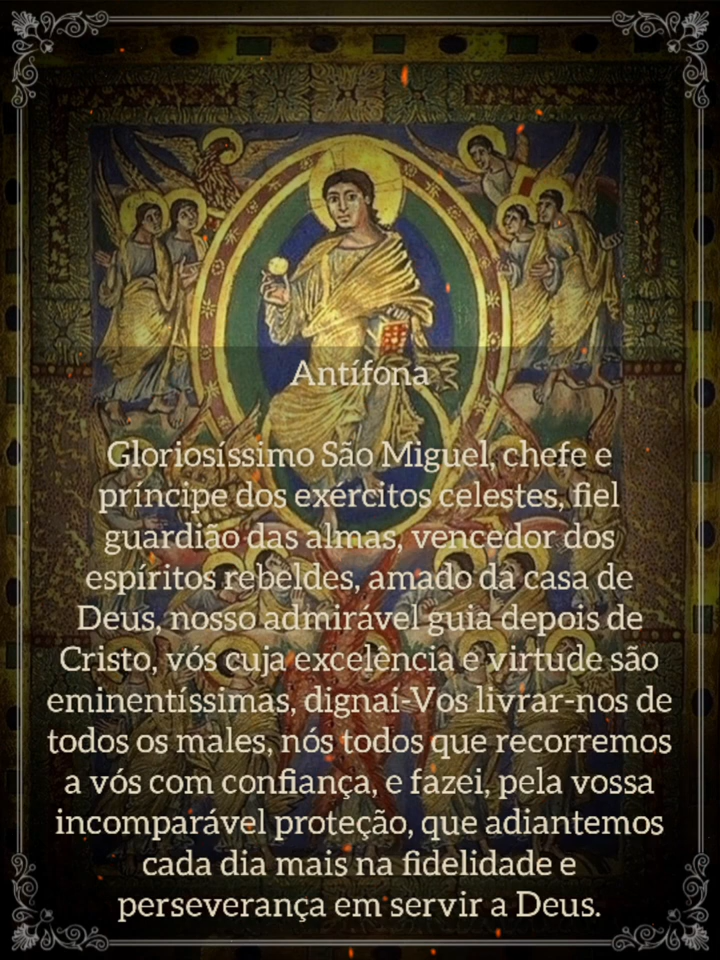 Antífona
Gloriosíssimo São Miguel, chefe e
príncipe dos exércitos celestes, fiel
guardião das almas, vencedor dos
espíritos rebeldes, amado da casa de
Deus, nosso admirável guia depois de
Cristo, vós cuja excelência e virtude são
eminentíssimas, dignaí-Vos livrar-nos de
todos os males, nós todos que recorremos
a vós com confiança, e fazei, pela vossa
incomparável proteção, que adiantemos
cada dia mais na fidelidade e
perseverança em servir a Deus.